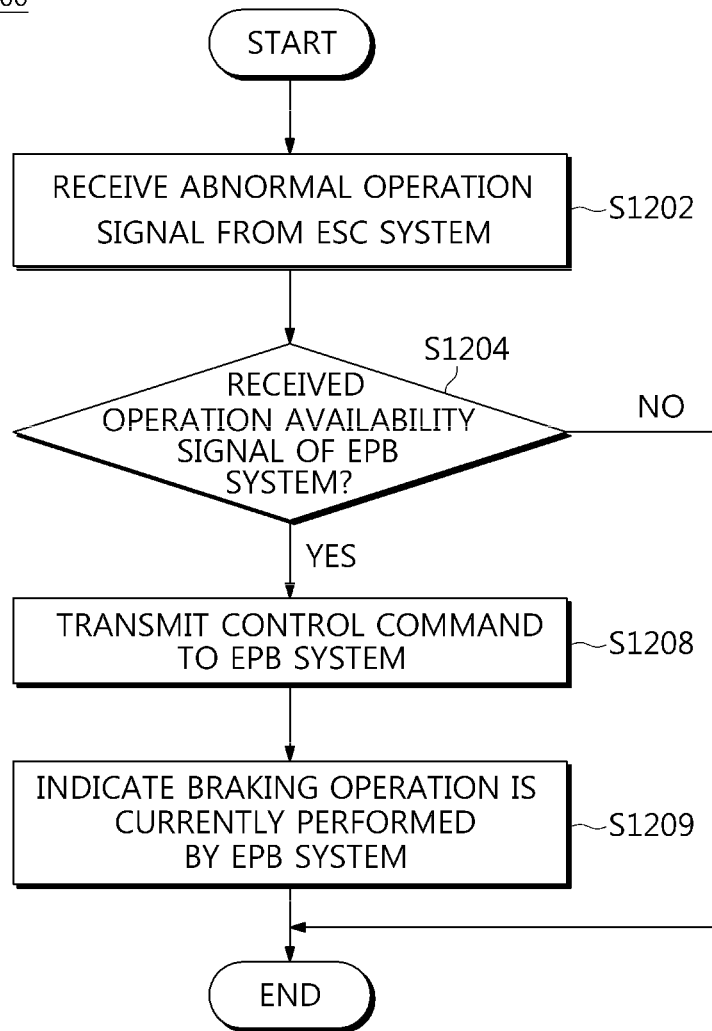 START
RECEIVE ABNORMAL OPERATION
SIGNAL FROM ESC SYSTEM
S1202
S1204
RECEIVED
OPERATION AVAILABILITY
SIGNAL OF EPB
SYSTEM?
NO
YES
TRANSMIT CONTROL COMMAND
TO EPB SYSTEM
S1208
INDICATE BRAKING OPERATION IS
CURRENTLY PERFORMED
BY EPB SYSTEM
S1209
END